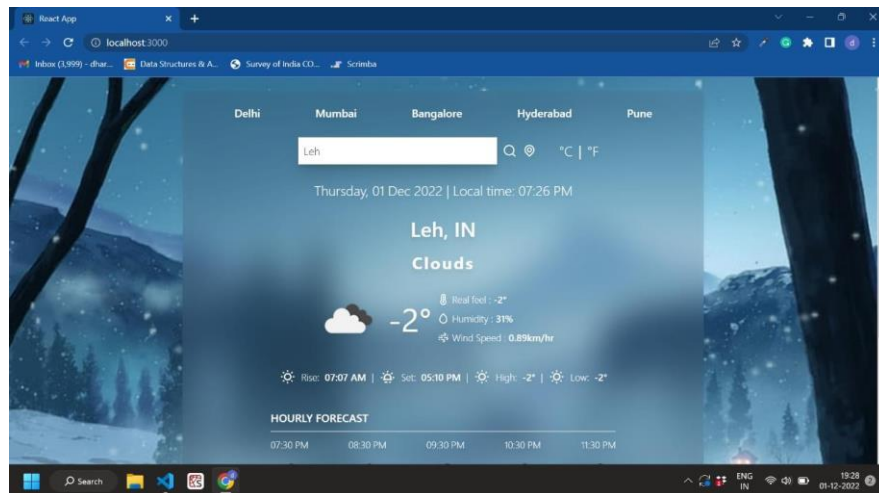 React App
localhost:3000
Inbox (3,999) - dhar... Data Structures & A... Survey of India CO... Scrimba
Delhi Mumbai Bangalore Hyderabad Pune
Leh °C | °F
Thursday, 01 Dec 2022 | Local time: 07:26 PM
Leh, IN
Clouds
-2°
Real feel : -2°
Humidity : 31%
Wind Speed : 0.89km/hr
Rise: 07:07 AM | Set: 05:10 PM | High: -2° | Low: -2°
HOURLY FORECAST
07:30 PM 08:30 PM 09:30 PM 10:30 PM 11:30 PM
Search
ENG
IN
19:28
01-12-2022